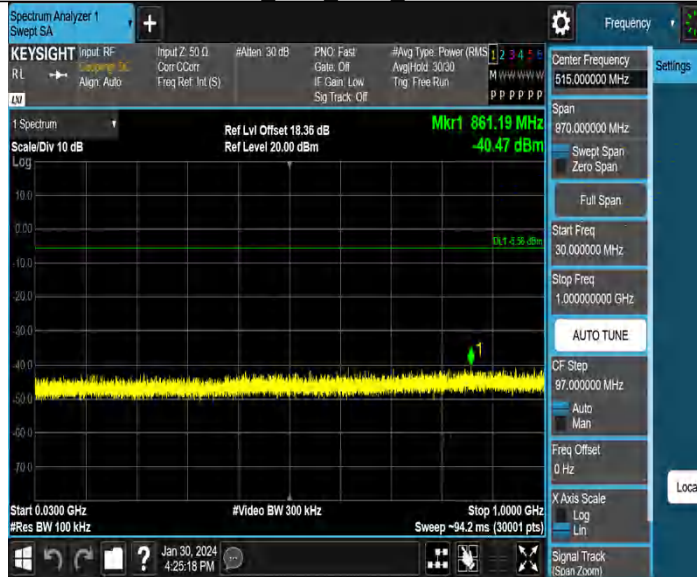 Spectrum Analyzer 1
Swept SA
+
Frequency
KEYSIGHT
RL
LXI
Input: RF
Coupling: DC
Align: Auto
Input Z: 50 Ω
Corr CCorr
Freq Ref: Int (S)
#Atten: 30 dB
PNO: Fast
Gate: Off
IF Gain: Low
Sig Track: Off
#Avg Type: Power (RMS
Avg|Hold: 30/30
Trig: Free Run
1 2 3 4 5 6
M W W W W W
P P P P P P
1 Spectrum
Scale/Div 10 dB
Log
Ref Lvl Offset 18.36 dB
Ref Level 20.00 dBm
Mkr1 861.19 MHz
-40.47 dBm
10.0
0.00
-10.0
-20.0
-30.0
-40.0
-50.0
-60.0
-70.0
DL1 -5.56 dBm
1
Start 0.0300 GHz
#Res BW 100 kHz
#Video BW 300 kHz
Stop 1.0000 GHz
Sweep ~94.2 ms (30001 pts)
?
Jan 30, 2024
4:25:18 PM
Center Frequency
515.000000 MHz
Settings
Span
970.000000 MHz
Swept Span
Zero Span
Full Span
Start Freq
30.000000 MHz
Stop Freq
1.000000000 GHz
AUTO TUNE
CF Step
97.000000 MHz
Auto
Man
Freq Offset
0 Hz
X Axis Scale
Log
Lin
Loca
Signal Track
(Span Zoom)